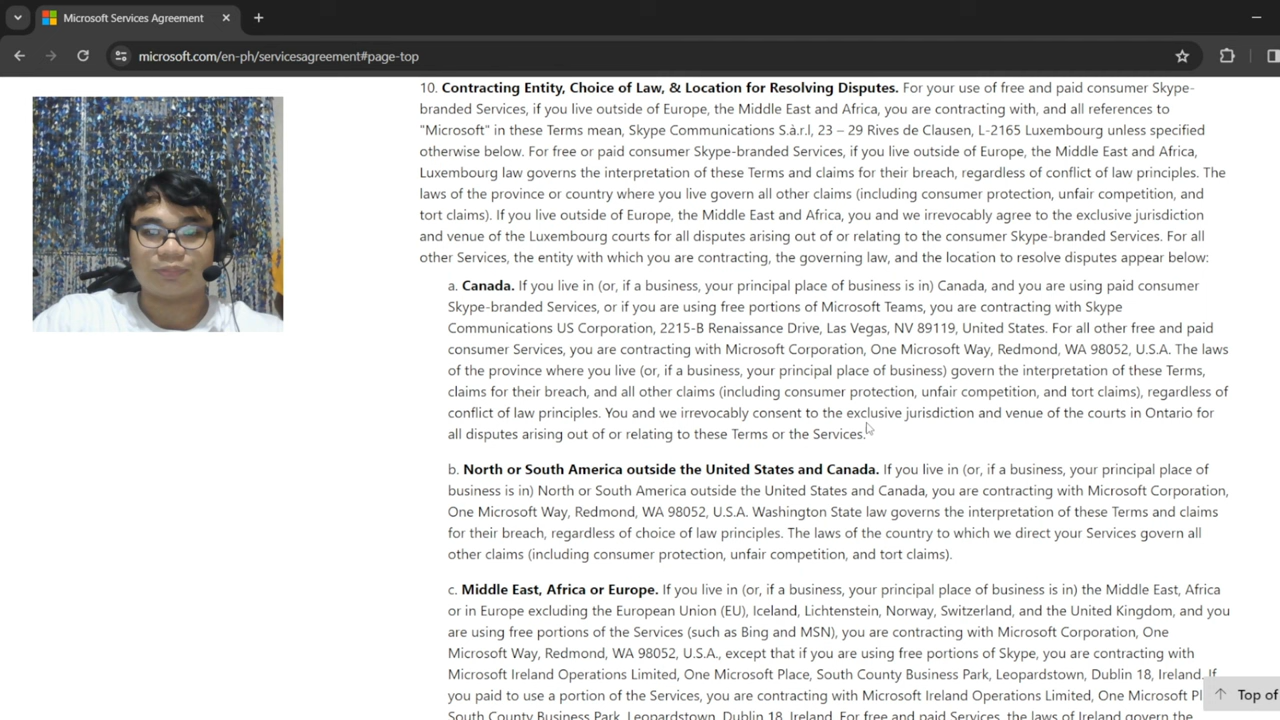 Microsoft Services Agreement
microsoft.com/en-ph/servicesagreement#page-top
10. Contracting Entity, Choice of Law, & Location for Resolving Disputes. For your use of free and paid consumer Skype-
branded Services, if you live outside of Europe, the Middle East and Africa, you are contracting with, and all references to
"Microsoft" in these Terms mean, Skype Communications S.à.r.l, 23 – 29 Rives de Clausen, L-2165 Luxembourg unless specified
otherwise below. For free or paid consumer Skype-branded Services, if you live outside of Europe, the Middle East and Africa,
Luxembourg law governs the interpretation of these Terms and claims for their breach, regardless of conflict of law principles. The
laws of the province or country where you live govern all other claims (including consumer protection, unfair competition, and
tort claims). If you live outside of Europe, the Middle East and Africa, you and we irrevocably agree to the exclusive jurisdiction
and venue of the Luxembourg courts for all disputes arising out of or relating to the consumer Skype-branded Services. For all
other Services, the entity with which you are contracting, the governing law, and the location to resolve disputes appear below:
a. Canada. If you live in (or, if a business, your principal place of business is in) Canada, and you are using paid consumer
Skype-branded Services, or if you are using free portions of Microsoft Teams, you are contracting with Skype
Communications US Corporation, 2215-B Renaissance Drive, Las Vegas, NV 89119, United States. For all other free and paid
consumer Services, you are contracting with Microsoft Corporation, One Microsoft Way, Redmond, WA 98052, U.S.A. The laws
of the province where you live (or, if a business, your principal place of business) govern the interpretation of these Terms,
claims for their breach, and all other claims (including consumer protection, unfair competition, and tort claims), regardless of
conflict of law principles. You and we irrevocably consent to the exclusive jurisdiction and venue of the courts in Ontario for
all disputes arising out of or relating to these Terms or the Services.
b. North or South America outside the United States and Canada. If you live in (or, if a business, your principal place of
business is in) North or South America outside the United States and Canada, you are contracting with Microsoft Corporation,
One Microsoft Way, Redmond, WA 98052, U.S.A. Washington State law governs the interpretation of these Terms and claims
for their breach, regardless of choice of law principles. The laws of the country to which we direct your Services govern all
other claims (including consumer protection, unfair competition, and tort claims).
c. Middle East, Africa or Europe. If you live in (or, if a business, your principal place of business is in) the Middle East, Africa
or in Europe excluding the European Union (EU), Iceland, Lichtenstein, Norway, Switzerland, and the United Kingdom, and you
are using free portions of the Services (such as Bing and MSN), you are contracting with Microsoft Corporation, One
Microsoft Way, Redmond, WA 98052, U.S.A., except that if you are using free portions of Skype, you are contracting with
Microsoft Ireland Operations Limited, One Microsoft Place, South County Business Park, Leopardstown, Dublin 18, Ireland. If
you paid to use a portion of the Services, you are contracting with Microsoft Ireland Operations Limited, One Microsoft Pl
South County Business Park, Leopardstown, Dublin 18, Ireland. For free and paid Services, the laws of Ireland govern the
Top of